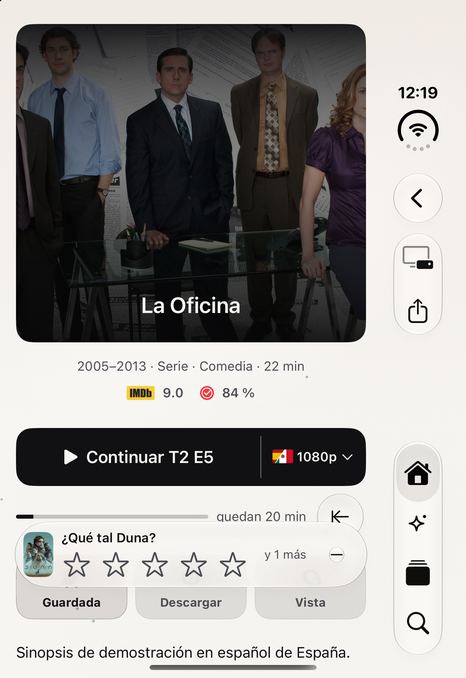 12:19
La Oficina
2005–2013 · Serie · Comedia · 22 min
IMDb 9.0 84 %
Continuar T2 E5 1080p
quedan 20 min
¿Qué tal Duna?
y 1 más
Guardada Descargar Vista
Sinopsis de demostración en español de España.